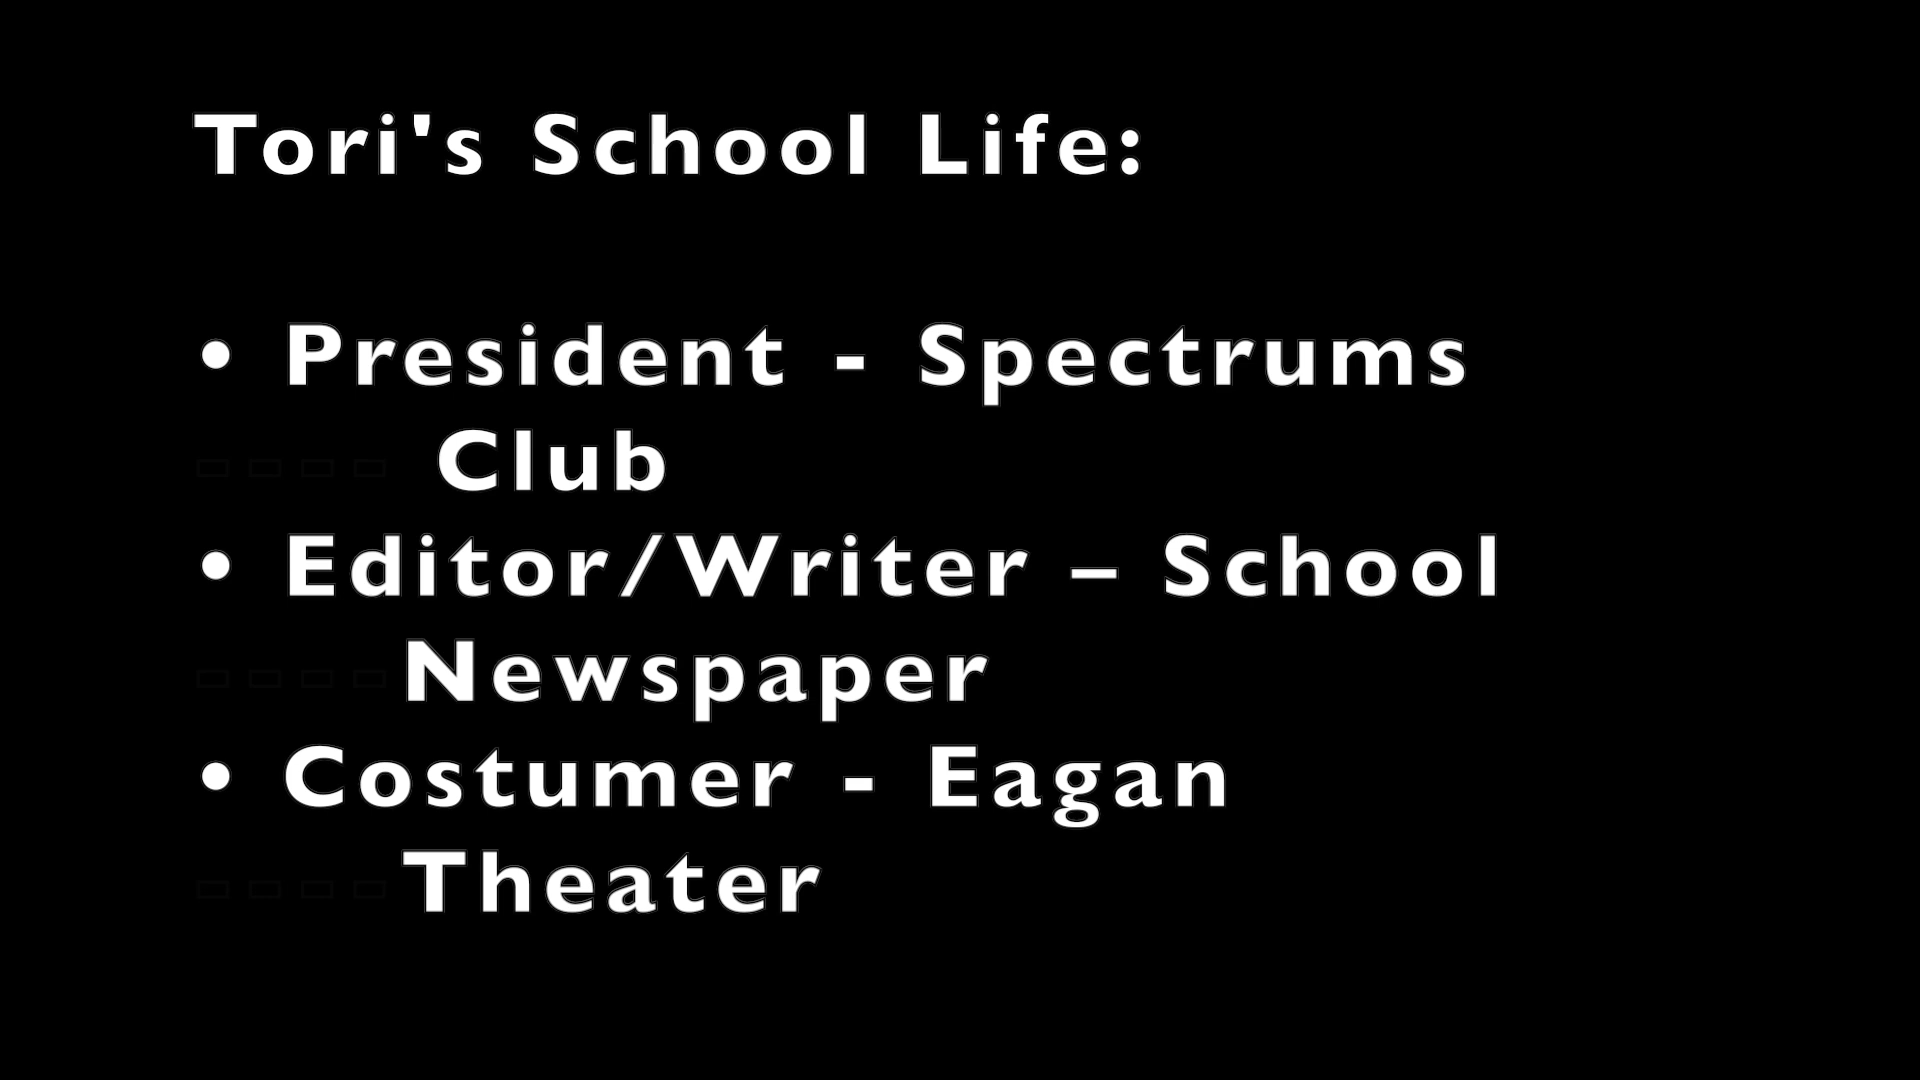 Tori's School Life:
• President - Spectrums
Club
• Editor/Writer – School
Newspaper
• Costumer - Eagan
Theater